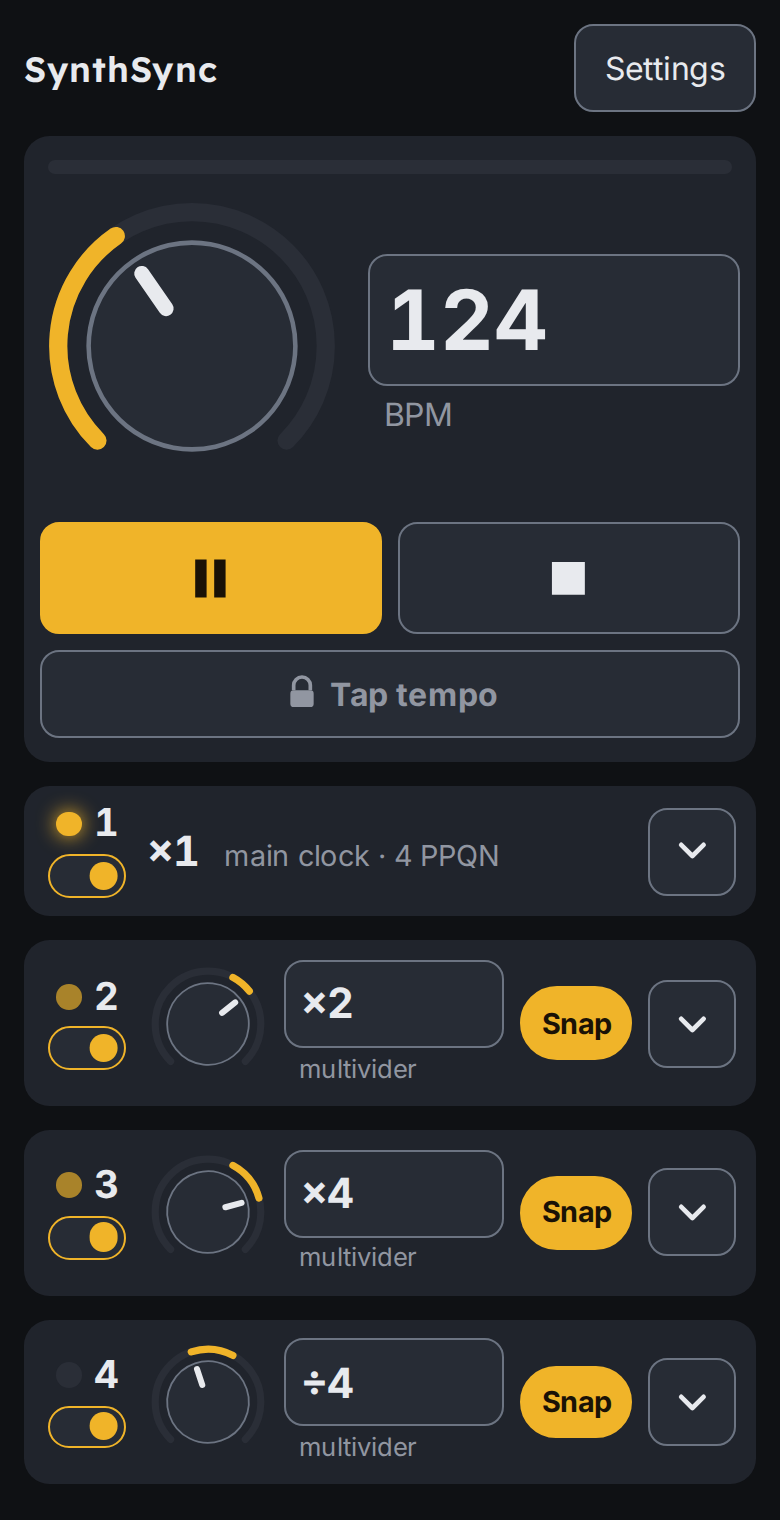 SynthSync
Settings
124
BPM
Tap tempo
1
×1 main clock · 4 PPQN
2
×2
multivider
Snap
3
×4
multivider
Snap
4
÷4
multivider
Snap